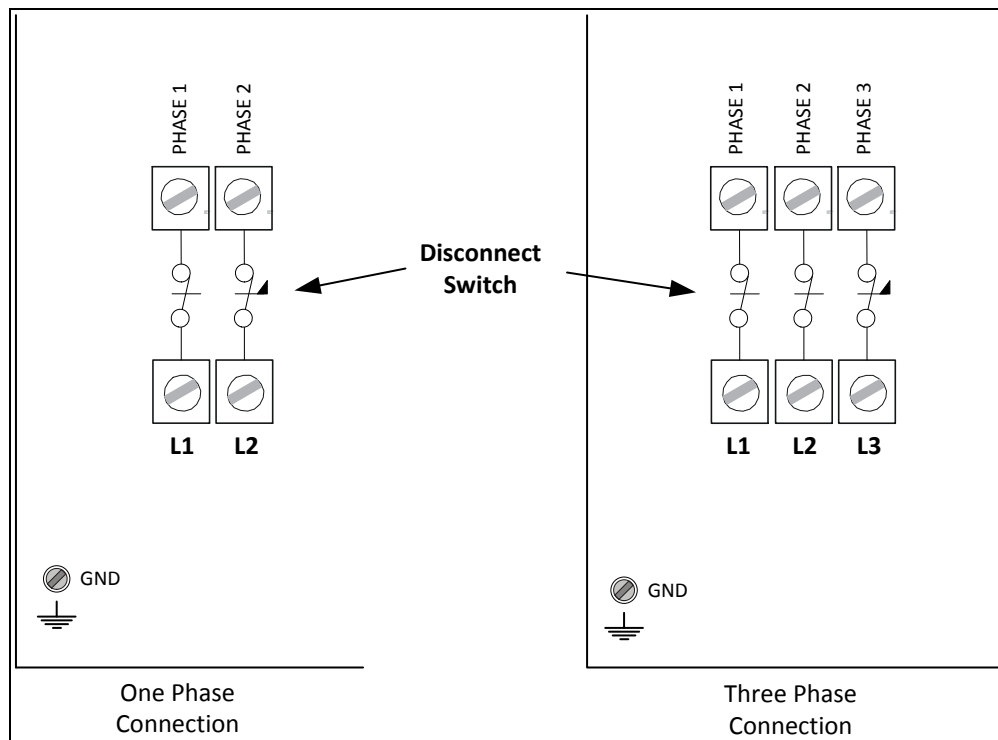 PHASE 1
PHASE 2
L1
L2
GND
One Phase
Connection
Disconnect
Switch
PHASE 1
PHASE 2
PHASE 3
L1
L2
L3
GND
Three Phase
Connection